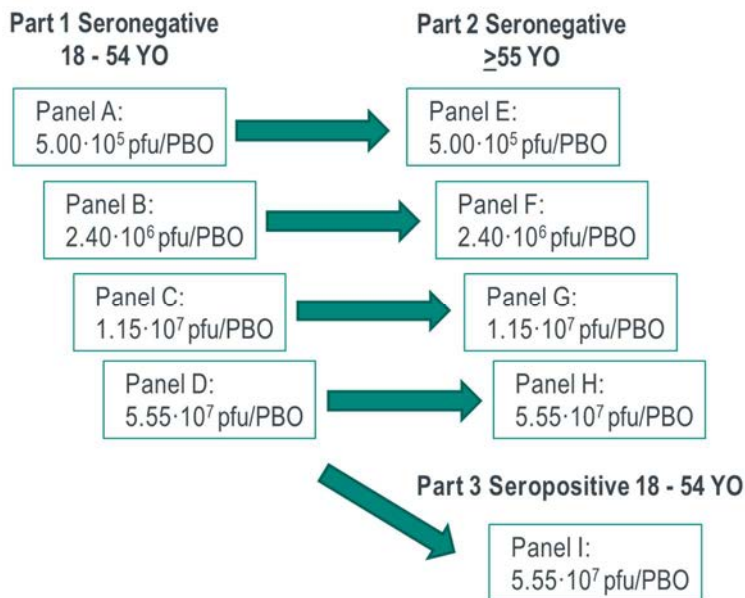 Part 1 Seronegative
18 - 54 YO
Part 2 Seronegative
≥55 YO
Panel A:
5.00·10⁵ pfu/PBO
Panel E:
5.00·10⁵ pfu/PBO
Panel B:
2.40·10⁶ pfu/PBO
Panel F:
2.40·10⁶ pfu/PBO
Panel C:
1.15·10⁷ pfu/PBO
Panel G:
1.15·10⁷ pfu/PBO
Panel D:
5.55·10⁷ pfu/PBO
Panel H:
5.55·10⁷ pfu/PBO
Part 3 Seropositive 18 - 54 YO
Panel I:
5.55·10⁷ pfu/PBO